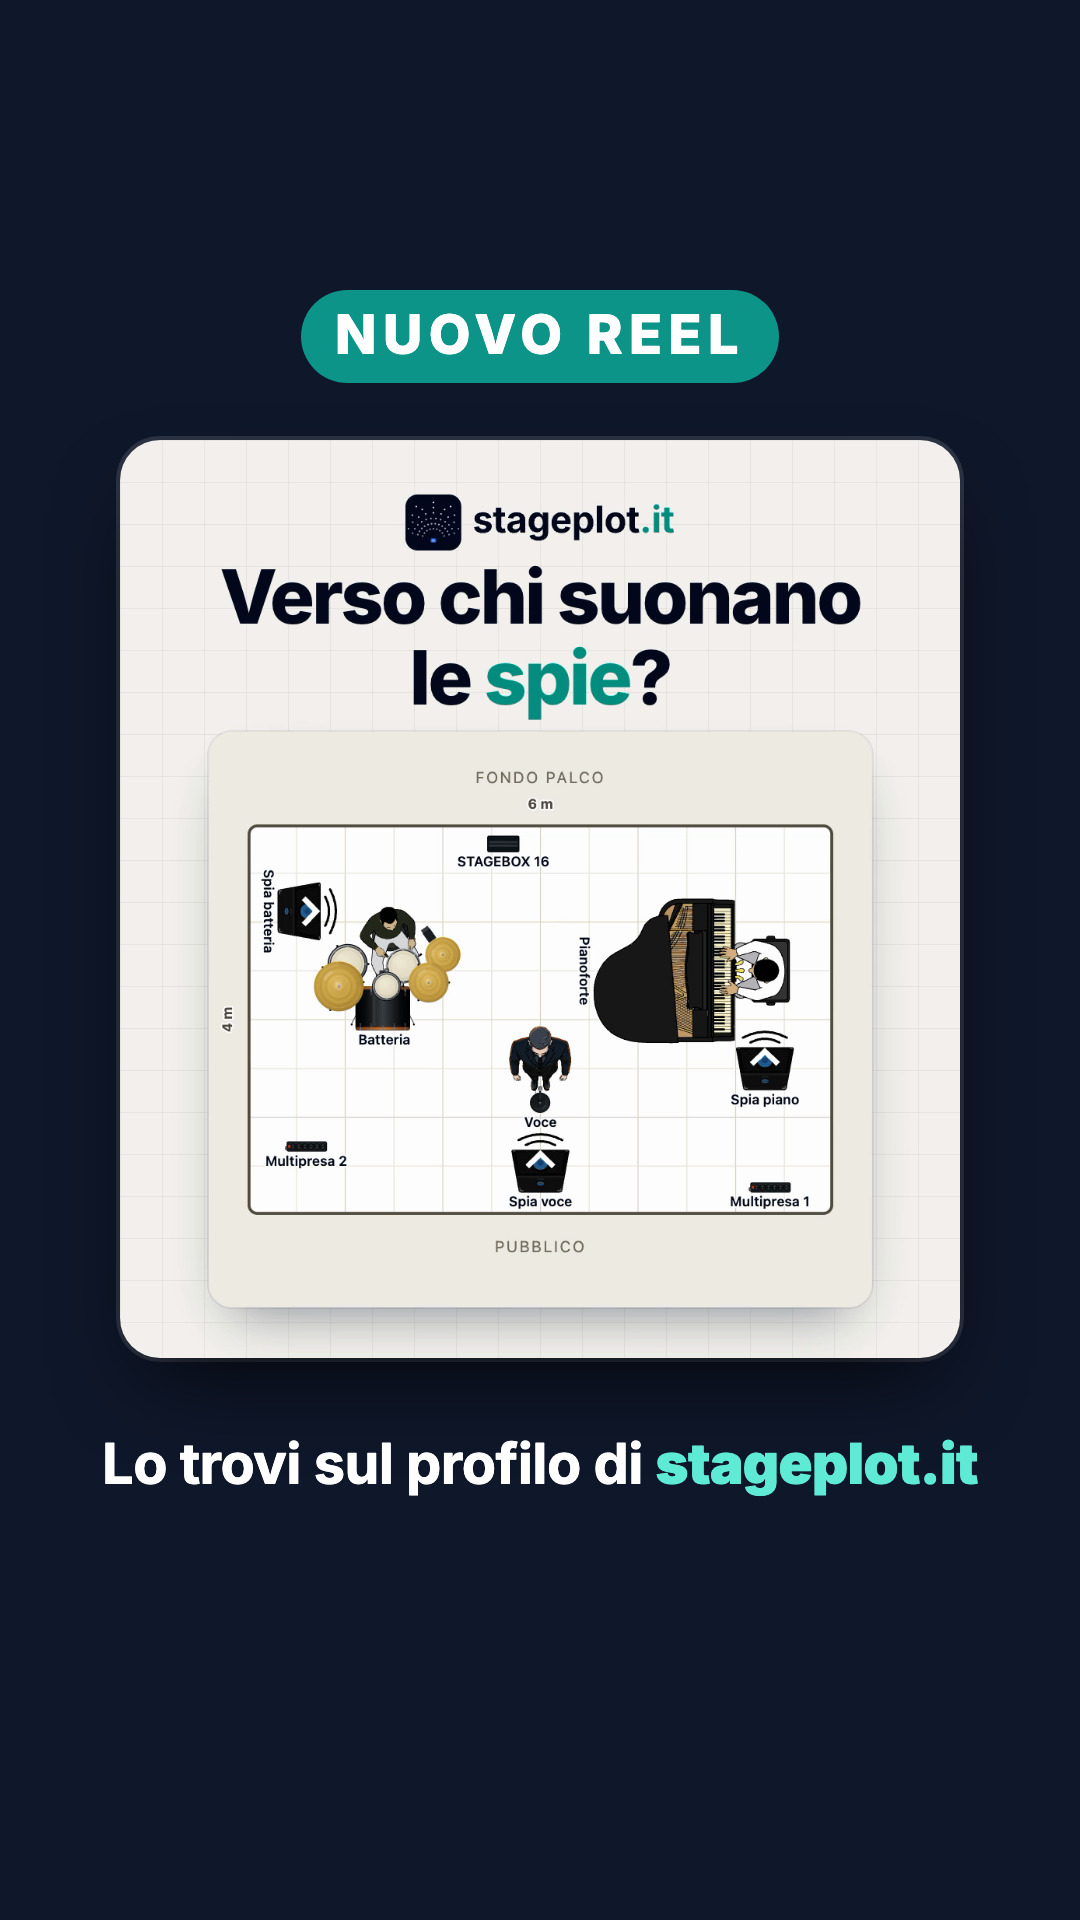 NUOVO REEL
stageplot.it
Verso chi suonano
le spie?
FONDO PALCO
6 m
STAGEBOX 16
Spia batteria
Pianoforte
4 m
Batteria
Spia piano
Voce
Multipresa 2
Spia voce
Multipresa 1
PUBBLICO
Lo trovi sul profilo di stageplot.it